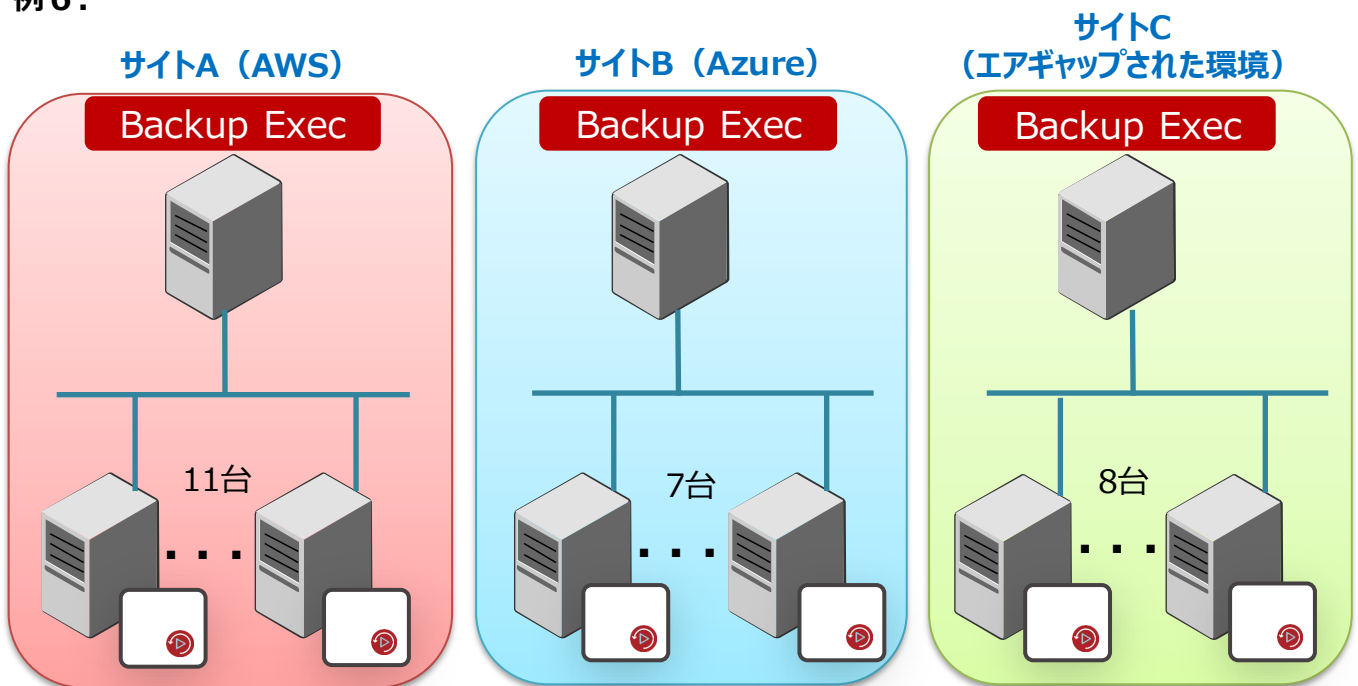 例6:
サイトA（AWS）
サイトB（Azure）
サイトC
（エアギャップされた環境）
Backup Exec
Backup Exec
Backup Exec
11台
7台
8台
・・・
・・・
・・・